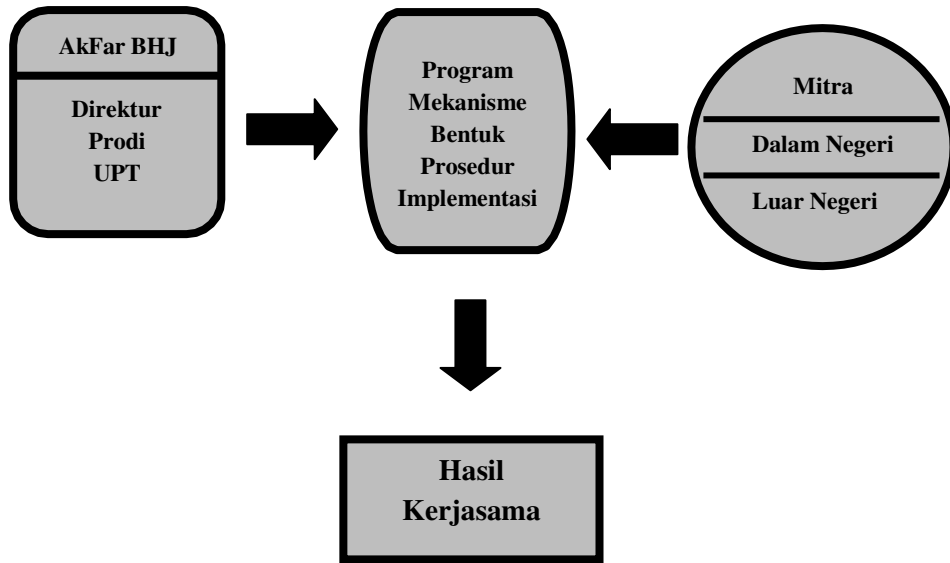 AkFar BHJ
Direktur
Prodi
UPT
Program
Mekanisme
Bentuk
Prosedur
Implementasi
Mitra
Dalam Negeri
Luar Negeri
Hasil
Kerjasama